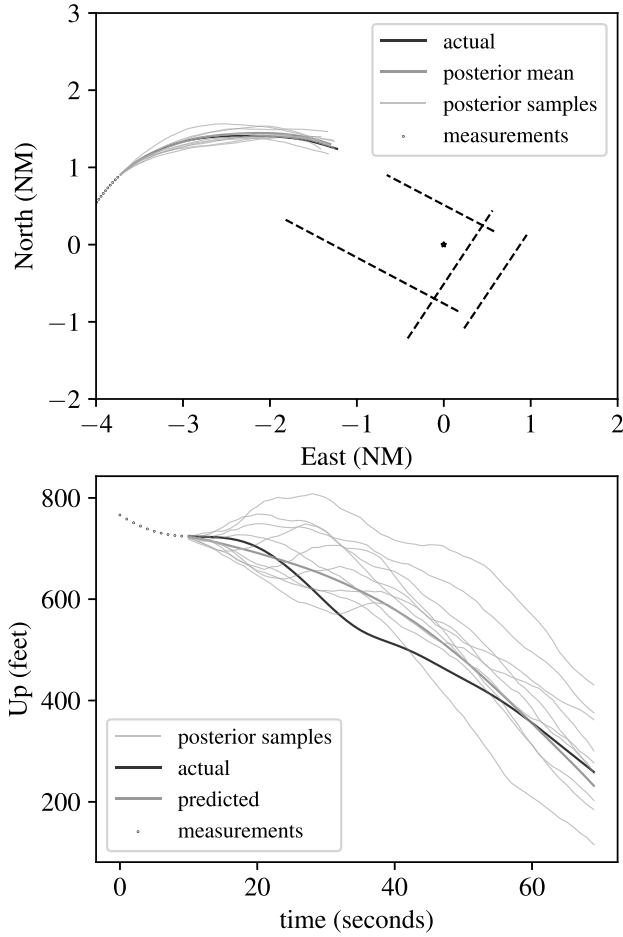 3
2
1
0
−1
−2
North (NM)
actual
posterior mean
posterior samples
measurements
−4 −3 −2 −1 0 1 2
East (NM)
800
600
400
200
Up (feet)
posterior samples
actual
predicted
measurements
0 20 40 60
time (seconds)